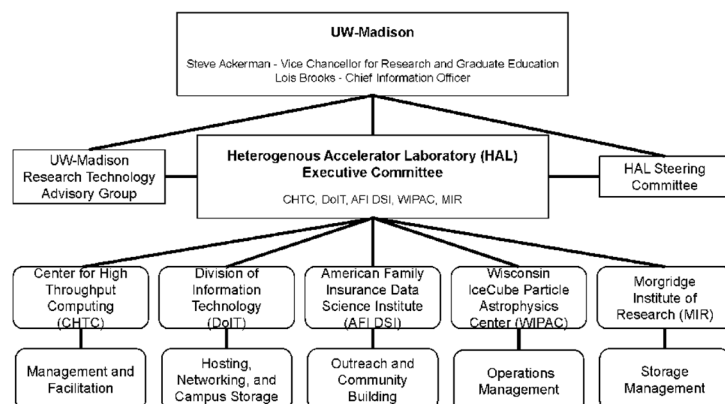 UW-Madison
Steve Ackerman - Vice Chancellor for Research and Graduate Education
Lois Brooks - Chief Information Officer
UW-Madison
Research Technology
Advisory Group
Heterogenous Accelerator Laboratory (HAL)
Executive Committee
CHTC, DoIT, AFI DSI, WIPAC, MIR
HAL Steering
Committee
Center for High
Throughput
Computing
(CHTC)
Division of
Information
Technology
(DoIT)
American Family
Insurance Data
Science Institute
(AFI DSI)
Wisconsin
IceCube Particle
Astrophysics
Center (WIPAC)
Morgridge
Institute of
Research (MIR)
Management and
Facilitation
Hosting,
Networking, and
Campus Storage
Outreach and
Community
Building
Operations
Management
Storage
Management